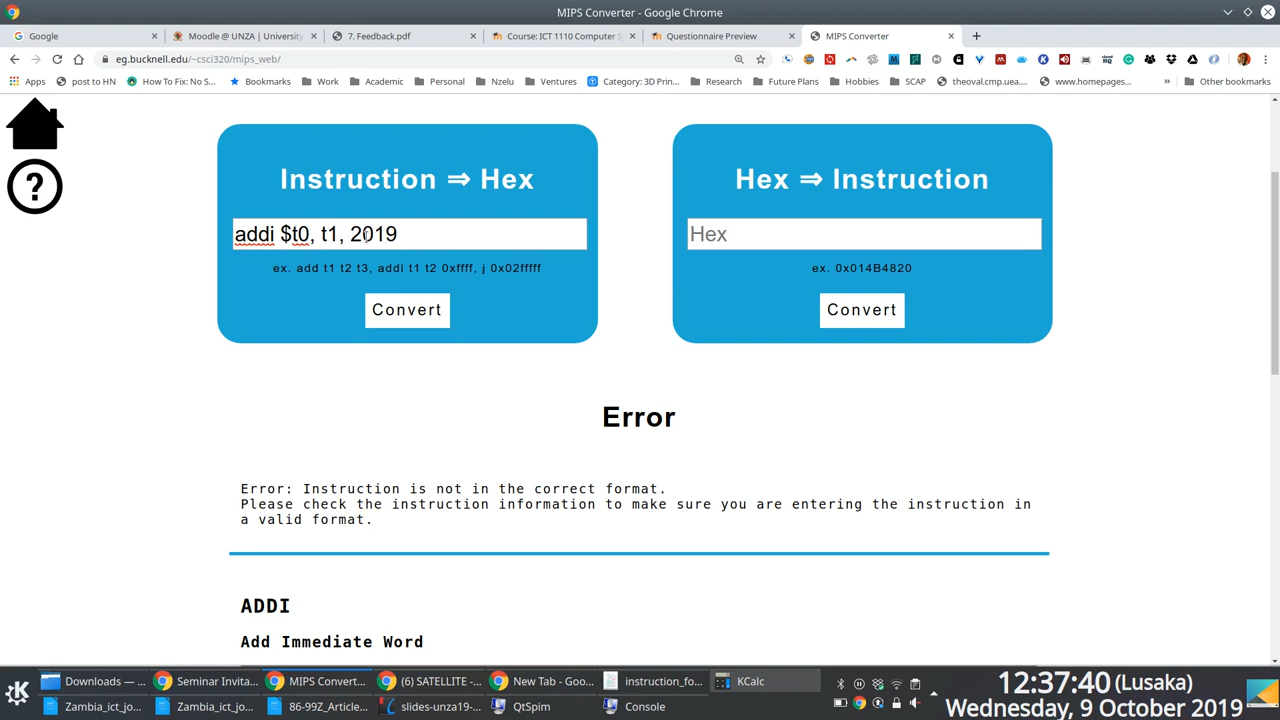 MIPS Converter - Google Chrome
Google
Moodle @ UNZA | University
7. Feedback.pdf
Course: ICT 1110 Computer S
Questionnaire Preview
MIPS Converter
eg.bucknell.edu/~csci320/mips_web/
Apps
post to HN
How To Fix: No S...
Bookmarks
Work
Academic
Personal
Nzelu
Ventures
Category: 3D Prin...
Research
Future Plans
Hobbies
SCAP
theoval.cmp.uea....
www.homepages...
»
Other bookmarks
Instruction ⇒ Hex
addi $t0, t1, 2019
ex. add t1 t2 t3, addi t1 t2 0xffff, j 0x02fffff
Convert
Hex ⇒ Instruction
Hex
ex. 0x014B4820
Convert
Error
Error: Instruction is not in the correct format.
Please check the instruction information to make sure you are entering the instruction in
a valid format.
ADDI
Add Immediate Word
Downloads — ...
Seminar Invita...
MIPS Convert...
(6) SATELLITE -...
New Tab - Goo...
instruction_fo...
KCalc
Zambia_ict_jo...
Zambia_ict_jo...
86-99Z_Article...
slides-unza19-...
QtSpim
Console
12:37:40 (Lusaka)
Wednesday, 9 October 2019